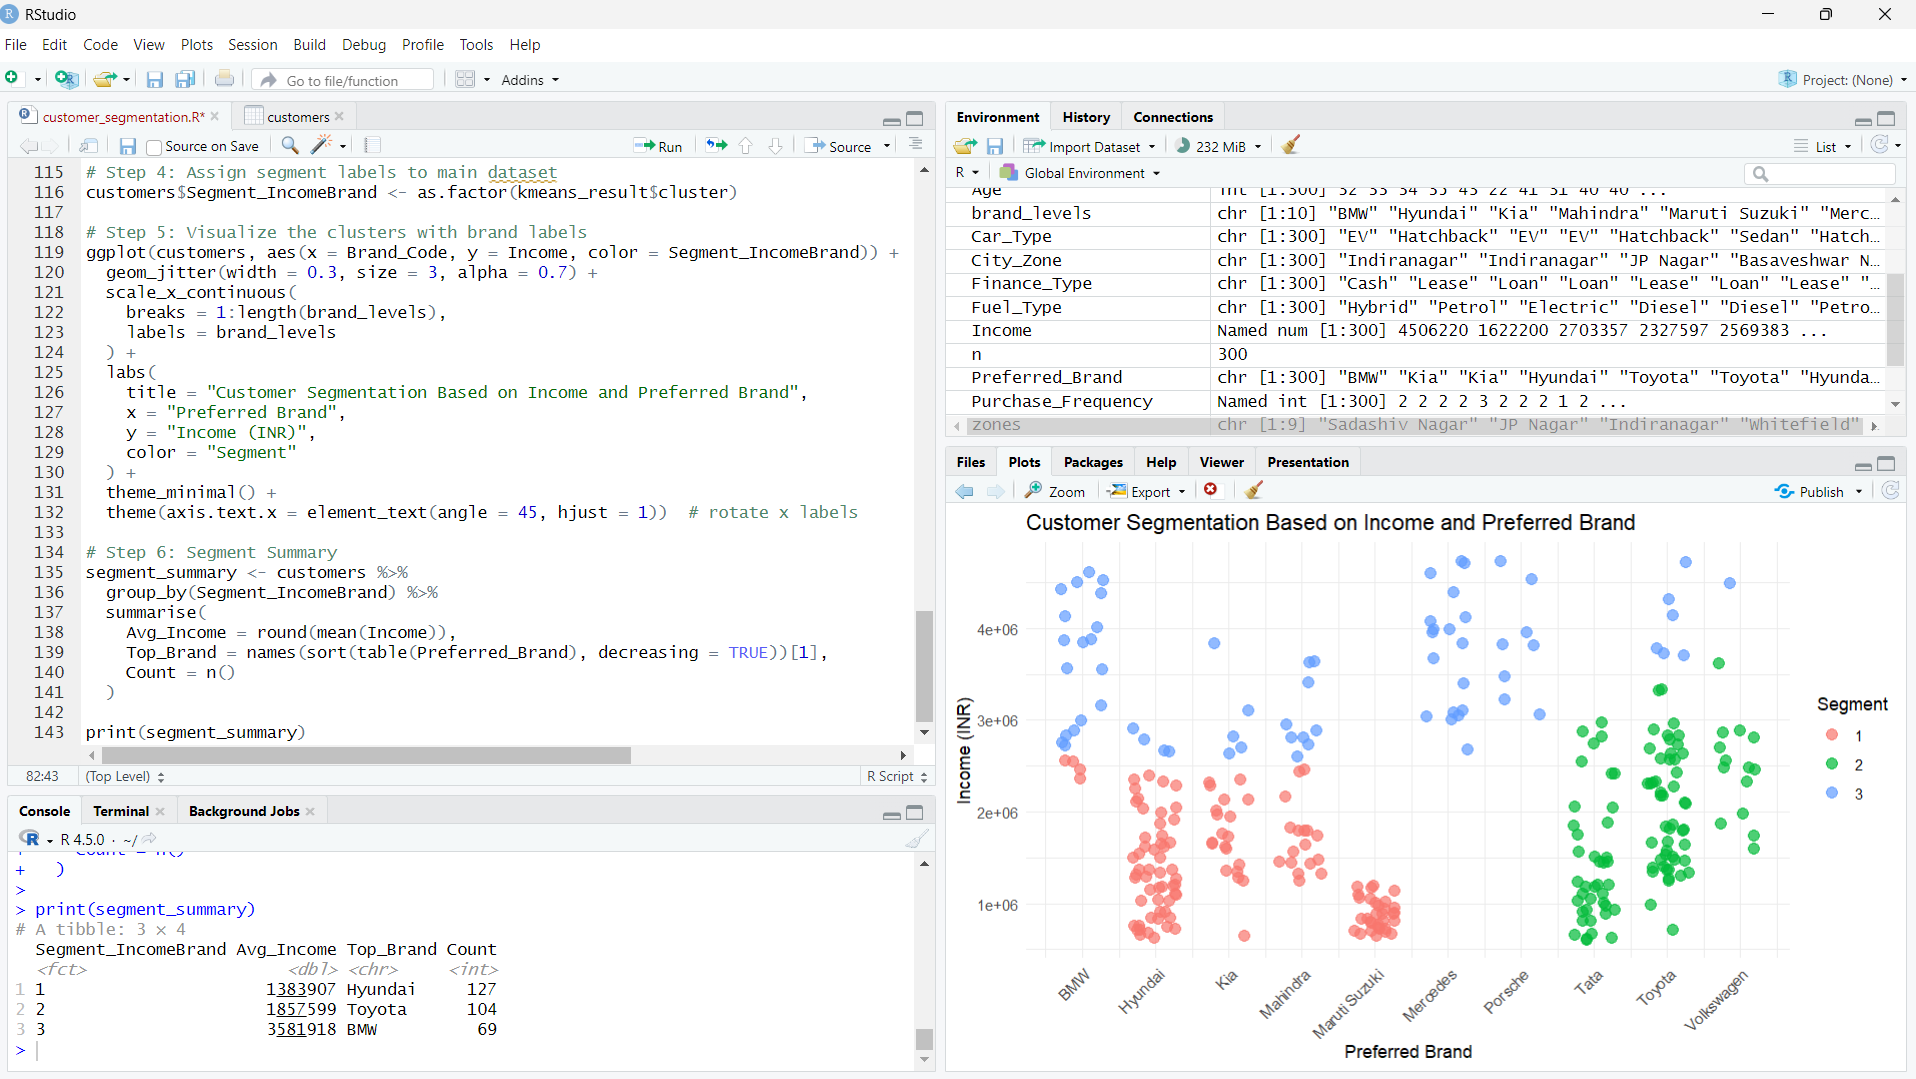 RStudio
File Edit Code View Plots Session Build Debug Profile Tools Help
Go to file/function Addins Project: (None)
customer_segmentation.R* customers
Source on Save Run Source
115 # Step 4: Assign segment labels to main dataset
116 customers$Segment_IncomeBrand <- as.factor(kmeans_result$cluster)
117
118 # Step 5: Visualize the clusters with brand labels
119 ggplot(customers, aes(x = Brand_Code, y = Income, color = Segment_IncomeBrand)) +
120 geom_jitter(width = 0.3, size = 3, alpha = 0.7) +
121 scale_x_continuous(
122 breaks = 1:length(brand_levels),
123 labels = brand_levels
124 ) +
125 labs(
126 title = "Customer Segmentation Based on Income and Preferred Brand",
127 x = "Preferred Brand",
128 y = "Income (INR)",
129 color = "Segment"
130 ) +
131 theme_minimal() +
132 theme(axis.text.x = element_text(angle = 45, hjust = 1)) # rotate x labels
133
134 # Step 6: Segment Summary
135 segment_summary <- customers %>%
136 group_by(Segment_IncomeBrand) %>%
137 summarise(
138 Avg_Income = round(mean(Income)),
139 Top_Brand = names(sort(table(Preferred_Brand), decreasing = TRUE))[1],
140 Count = n()
141 )
142
143 print(segment_summary)
82:43 (Top Level) R Script
Console Terminal Background Jobs
R 4.5.0 · ~/
+ Count = n()
+ )
>
> print(segment_summary)
# A tibble: 3 × 4
Segment_IncomeBrand Avg_Income Top_Brand Count
<fct> <dbl> <chr> <int>
1 1 1383907 Hyundai 127
2 2 1857599 Toyota 104
3 3 3581918 BMW 69
>
Environment History Connections
Import Dataset 232 MiB List
R Global Environment
Age int [1:300] 32 33 34 35 43 22 41 31 40 40 ...
brand_levels chr [1:10] "BMW" "Hyundai" "Kia" "Mahindra" "Maruti Suzuki" "Merc…
Car_Type chr [1:300] "EV" "Hatchback" "EV" "EV" "Hatchback" "Sedan" "Hatch…
City_Zone chr [1:300] "Indiranagar" "Indiranagar" "JP Nagar" "Basaveshwar N…
Finance_Type chr [1:300] "Cash" "Lease" "Loan" "Loan" "Lease" "Loan" "Lease" "…
Fuel_Type chr [1:300] "Hybrid" "Petrol" "Electric" "Diesel" "Diesel" "Petro…
Income Named num [1:300] 4506220 1622200 2703357 2327597 2569383 ...
n 300
Preferred_Brand chr [1:300] "BMW" "Kia" "Kia" "Hyundai" "Toyota" "Toyota" "Hyunda…
Purchase_Frequency Named int [1:300] 2 2 2 2 3 2 2 2 1 2 ...
zones chr [1:9] "Sadashiv Nagar" "JP Nagar" "Indiranagar" "Whitefield"
Files Plots Packages Help Viewer Presentation
Zoom Export Publish
Customer Segmentation Based on Income and Preferred Brand
4e+06
3e+06
2e+06
1e+06
Income (INR)
BMW Hyundai Kia Mahindra Maruti Suzuki Mercedes Porsche Tata Toyota Volkswagen
Preferred Brand
Segment
1
2
3